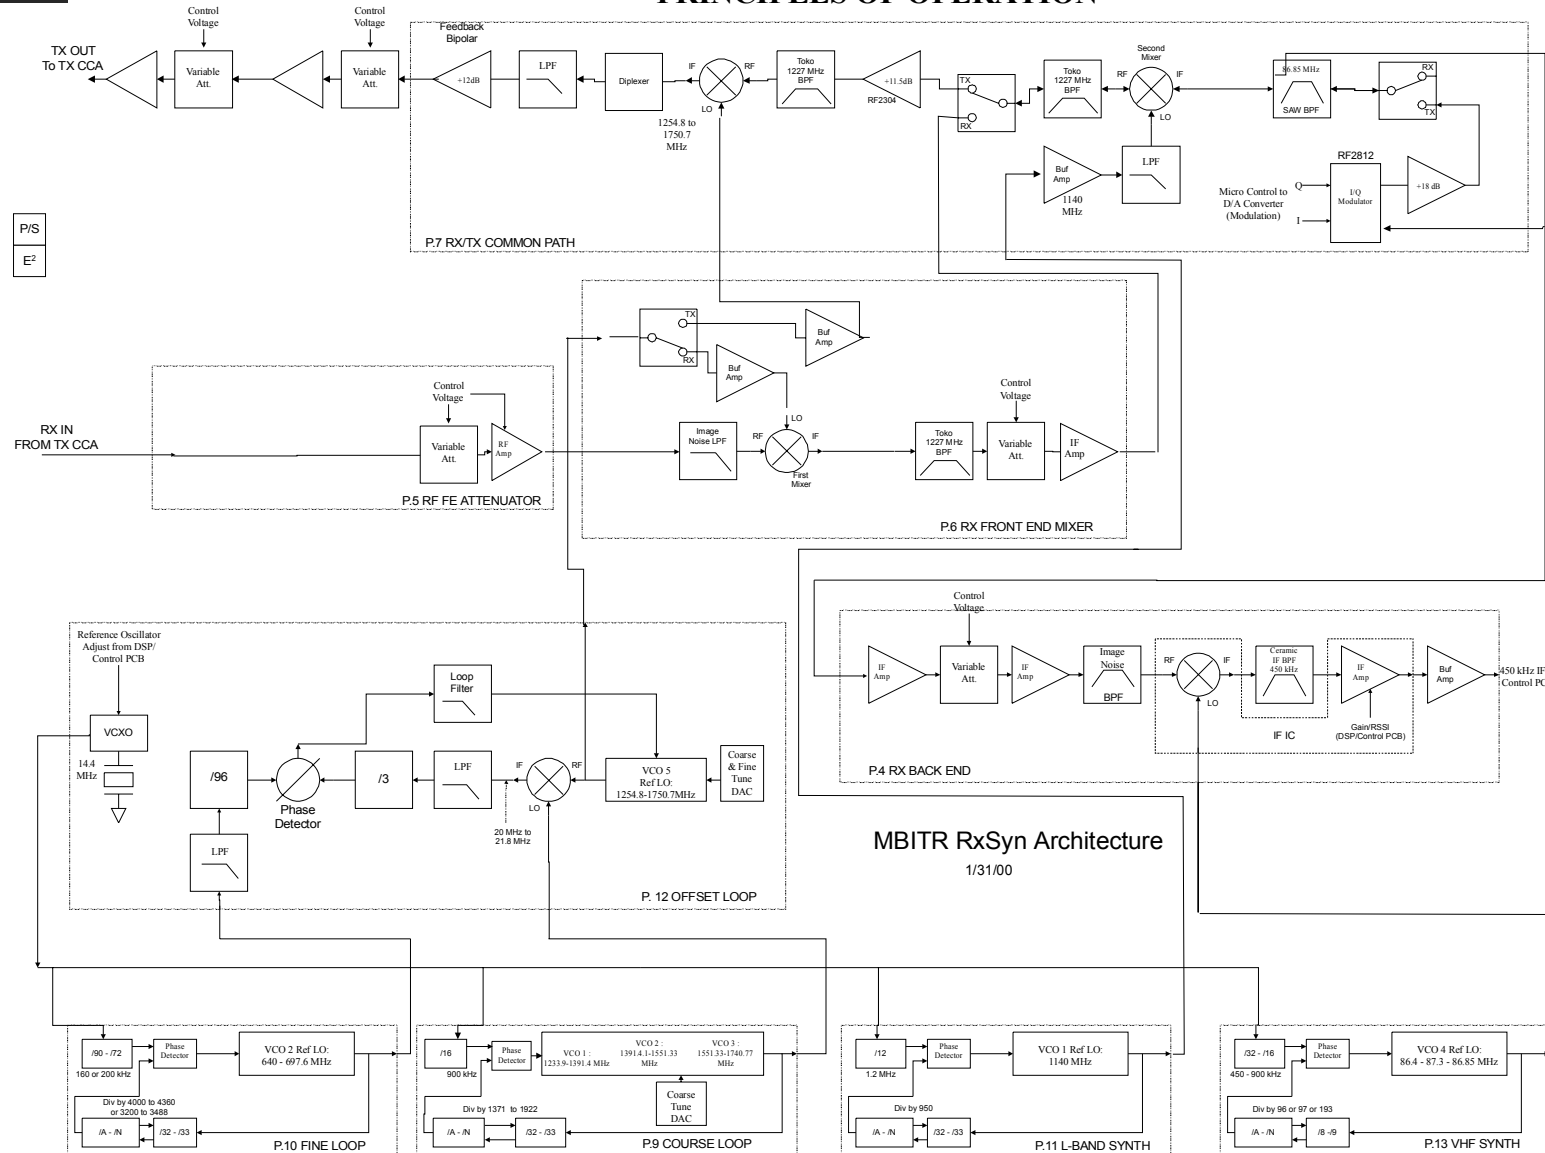 PRINCIPLES OF OPERATION
Control
Voltage
Control
Voltage
TX OUT
To TX CCA
Variable
Att.
Variable
Att.
Feedback
Bipolar
+12dB
LPF
Diplexer
IF
RF
LO
1254.8 to
1750.7
MHz
Toko
1227 MHz
BPF
+11.5dB
RF2304
TX
RX
Toko
1227 MHz
BPF
Second
Mixer
RF
IF
LO
86.85 MHz
SAW BPF
RX
TX
Buf
Amp
1140
MHz
LPF
RF2812
Micro Control to
D/A Converter
(Modulation)
Q
I
I/Q
Modulator
+18 dB
P.7 RX/TX COMMON PATH
P/S
E²
TX
RX
Buf
Amp
Buf
Amp
Control
Voltage
RX IN
FROM TX CCA
Variable
Att.
RF
Amp
P.5 RF FE ATTENUATOR
Image
Noise LPF
RF
LO
IF
First
Mixer
Toko
1227 MHz
BPF
Control
Voltage
Variable
Att.
IF
Amp
P.6 RX FRONT END MIXER
Reference Oscillator
Adjust from DSP/
Control PCB
VCXO
14.4
MHz
/96
LPF
Phase
Detector
Loop
Filter
/3
LPF
IF
RF
LO
20 MHz to
21.8 MHz
VCO 5
Ref LO:
1254.8-1750.7MHz
Coarse
& Fine
Tune
DAC
P. 12 OFFSET LOOP
Control
Voltage
IF
Amp
Variable
Att.
IF
Amp
Image
Noise
BPF
RF
IF
LO
Ceramic
IF BPF
450 kHz
IF
Amp
Gain/RSSI
(DSP/Control PCB)
IF IC
Buf
Amp
450 kHz IF
Control PC
P.4 RX BACK END
MBITR RxSyn Architecture
1/31/00
/90 - /72
160 or 200 kHz
Phase
Detector
VCO 2 Ref LO:
640 - 697.6 MHz
Div by 4000 to 4360
or 3200 to 3488
/A - /N
/32 - /33
P.10 FINE LOOP
/16
900 kHz
Phase
Detector
VCO 1 :
1233.9-1391.4 MHz
VCO 2 :
1391.4.1-1551.33
MHz
VCO 3 :
1551.33-1740.77
MHz
Coarse
Tune
DAC
Div by 1371 to 1922
/A - /N
/32 - /33
P.9 COURSE LOOP
/12
1.2 MHz
Phase
Detector
VCO 1 Ref LO:
1140 MHz
Div by 950
/A - /N
/32 - /33
P.11 L-BAND SYNTH
/32 - /16
450 - 900 kHz
Phase
Detector
VCO 4 Ref LO:
86.4 - 87.3 - 86.85 MHz
Div by 96 or 97 or 193
/A - /N
/8 -/9
P.13 VHF SYNTH